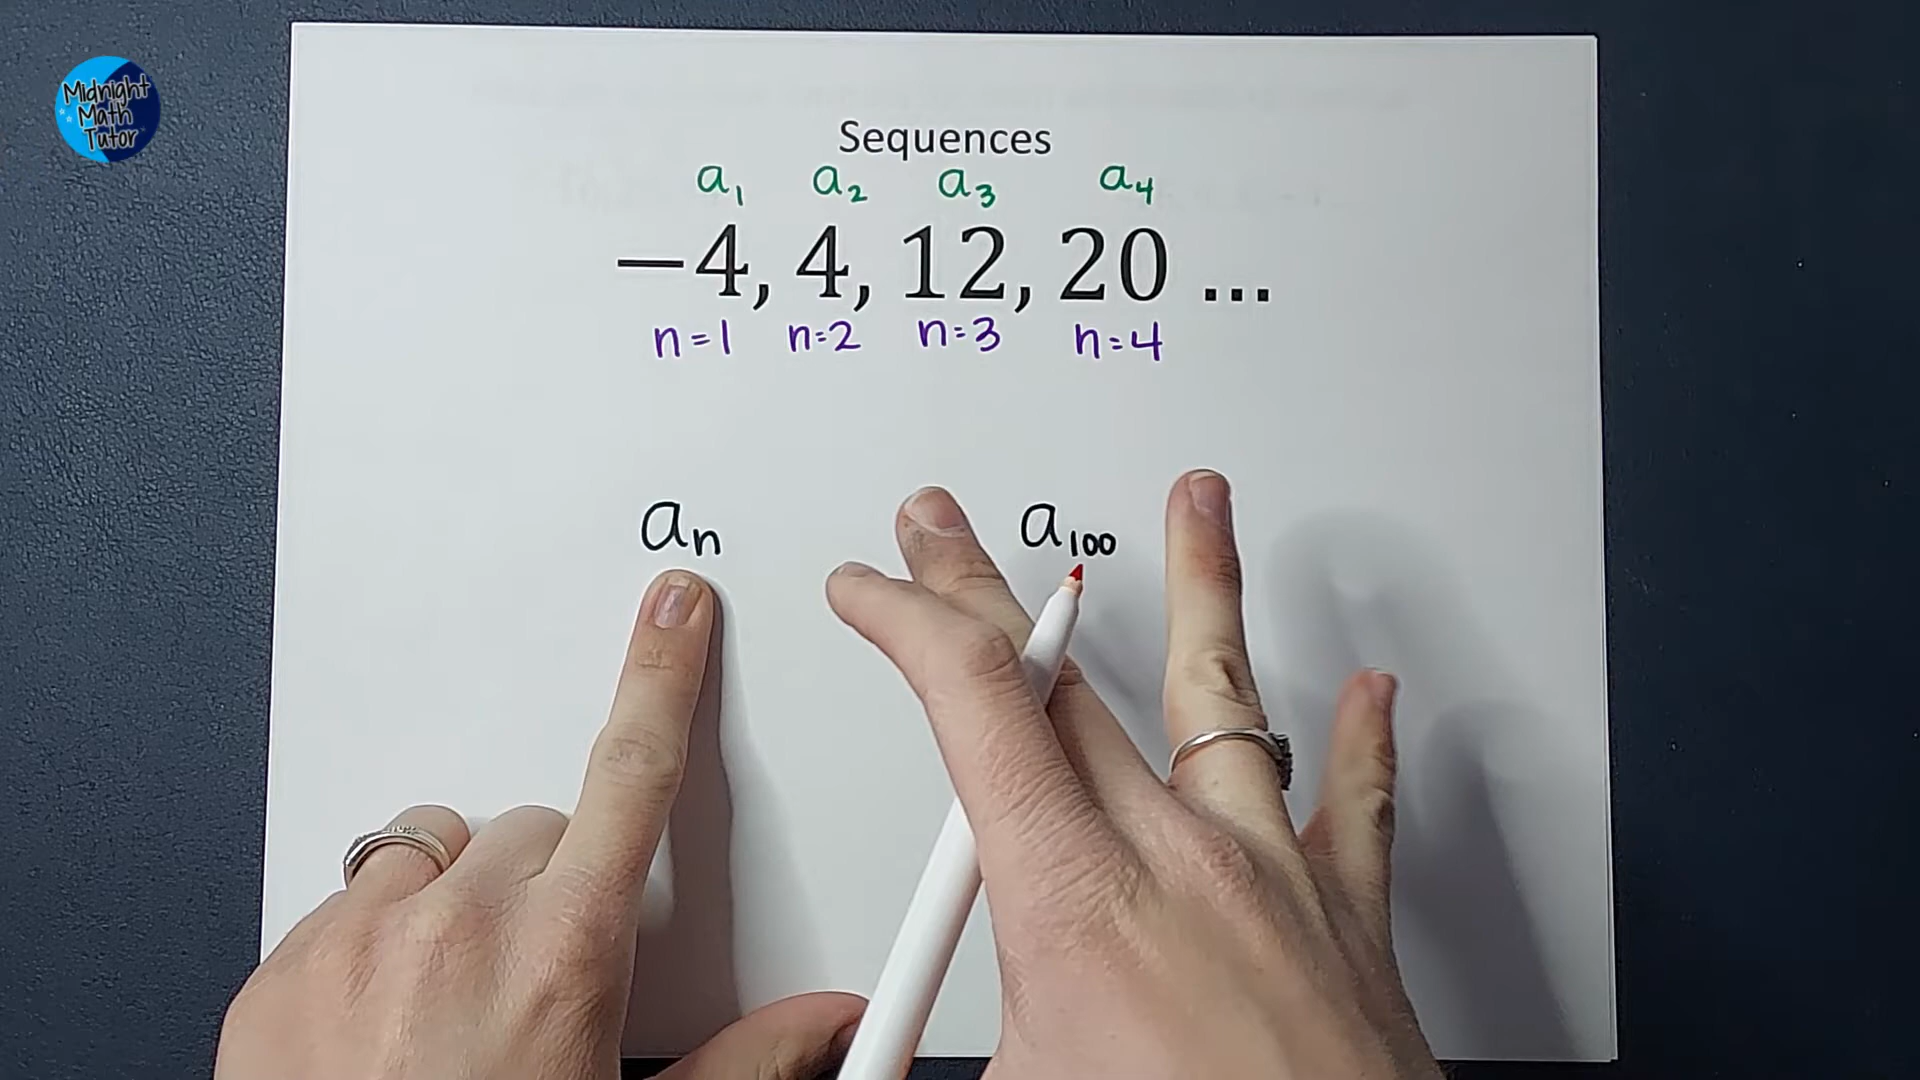 Midnight
Math
Tutor
Sequences
a₁ a₂ a₃ a₄
−4, 4, 12, 20 ...
n=1 n=2 n=3 n=4
aₙ a₁₀₀